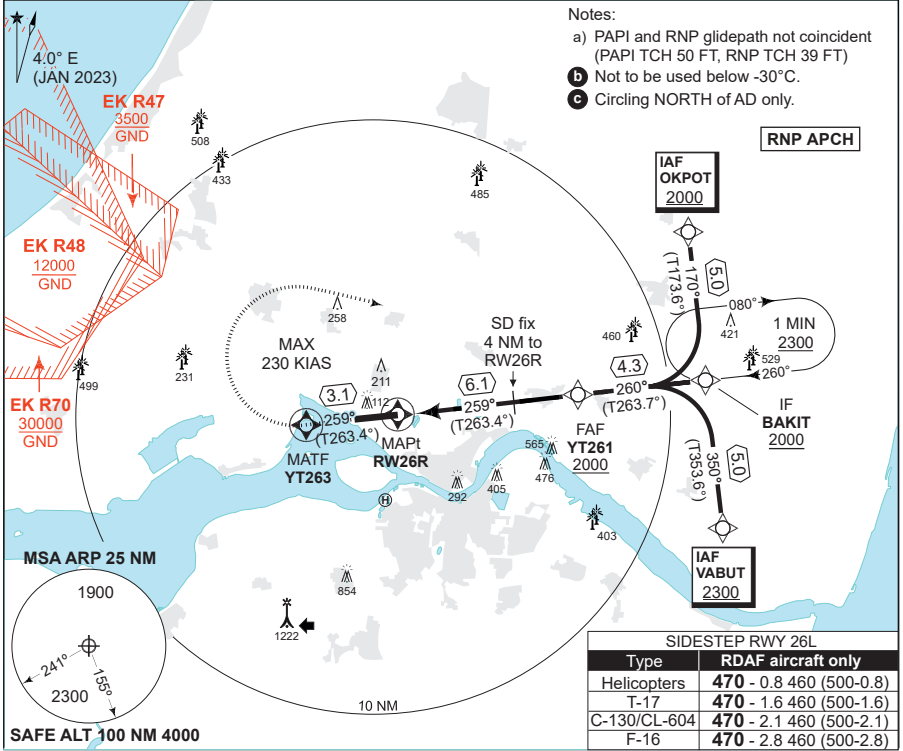 Notes:
a) PAPI and RNP glidepath not coincident
(PAPI TCH 50 FT, RNP TCH 39 FT)
b Not to be used below -30°C.
c Circling NORTH of AD only.
RNP APCH
4.0° E
(JAN 2023)
EK R47
3500
GND
508
433
485
IAF
OKPOT
2000
EK R48
12000
GND
170°
(T173.6°)
5.0
080°
421
1 MIN
2300
529
260°
258
MAX
230 KIAS
SD fix
4 NM to
RW26R
460
499
231
211
112
EK R70
30000
GND
3.1
259°
(T263.4°)
6.1
259°
(T263.4°)
4.3
260°
(T263.7°)
MATF
YT263
MAPt
RW26R
FAF
YT261
2000
IF
BAKIT
2000
350°
(T353.6°)
5.0
565
476
405
292
H
403
IAF
VABUT
2300
MSA ARP 25 NM
1900
241°
155°
2300
SAFE ALT 100 NM 4000
854
1222
10 NM
SIDESTEP RWY 26L
Type RDAF aircraft only
Helicopters 470 - 0.8 460 (500-0.8)
T-17 470 - 1.6 460 (500-1.6)
C-130/CL-604 470 - 2.1 460 (500-2.1)
F-16 470 - 2.8 460 (500-2.8)